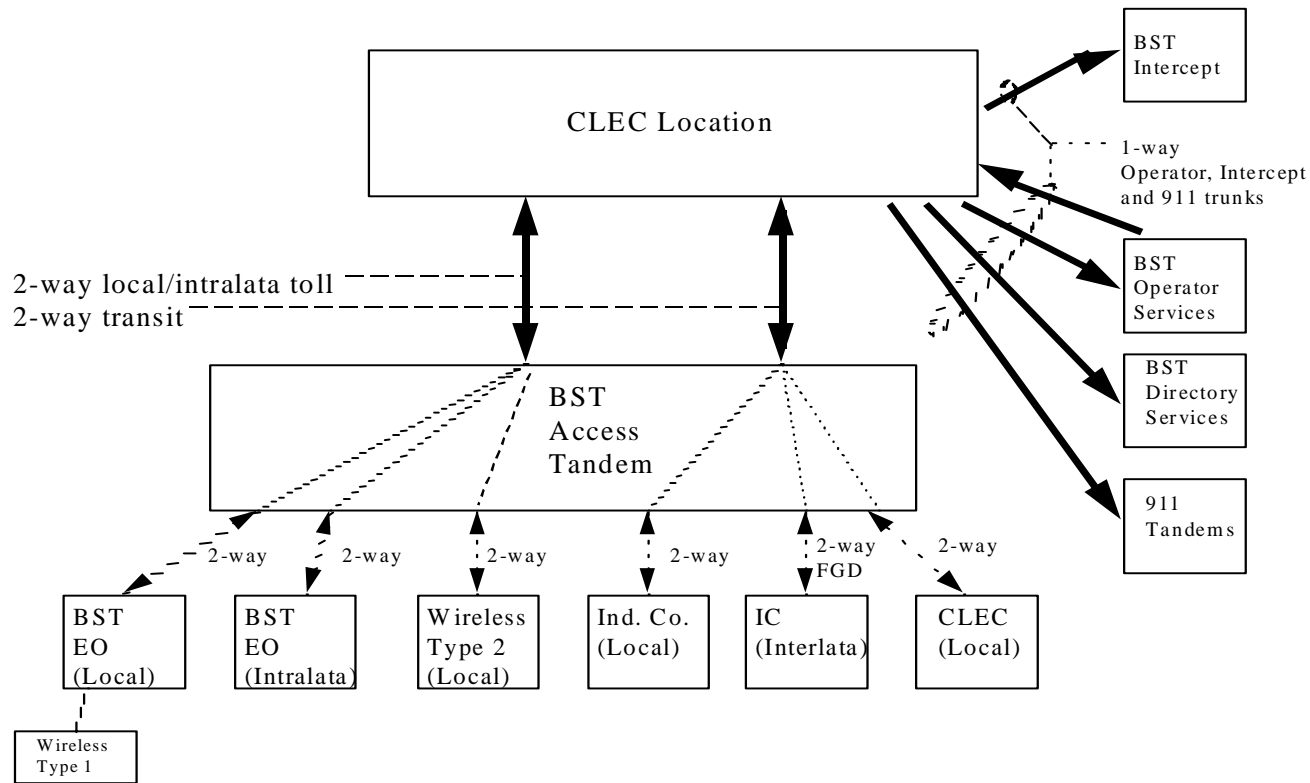 BST
Intercept
CLEC Location
1-way
Operator, Intercept
and 911 trunks
2-way local/intralata toll
2-way transit
BST
Operator
Services
BST
Access
Tandem
BST
Directory
Services
911
Tandems
2-way
2-way
2-way
2-way
2-way
FGD
2-way
BST
EO
(Local)
BST
EO
(Intralata)
Wireless
Type 2
(Local)
Ind. Co.
(Local)
IC
(Interlata)
CLEC
(Local)
Wireless
Type 1